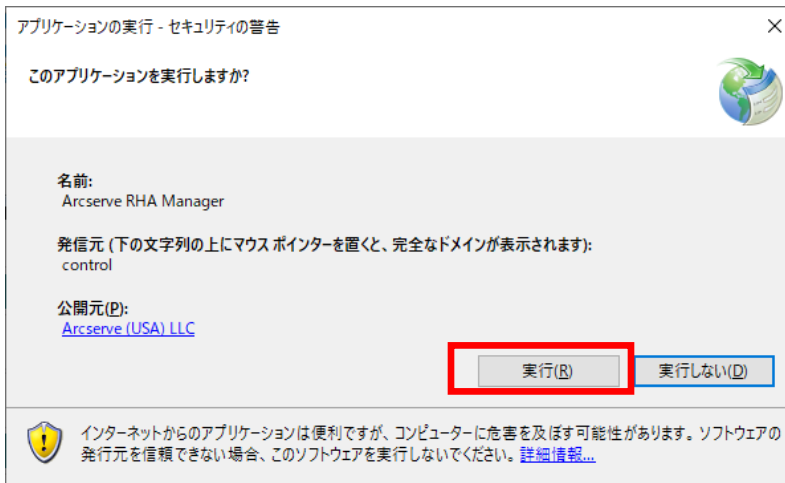 アプリケーションの実行 - セキュリティの警告
このアプリケーションを実行しますか?
名前:
Arcserve RHA Manager
発信元 (下の文字列の上にマウス ポインターを置くと、完全なドメインが表示されます):
control
公開元(P):
Arcserve (USA) LLC
実行(R)
実行しない(D)
インターネットからのアプリケーションは便利ですが、コンピューターに危害を及ぼす可能性があります。ソフトウェアの
発行元を信頼できない場合、このソフトウェアを実行しないでください。詳細情報...